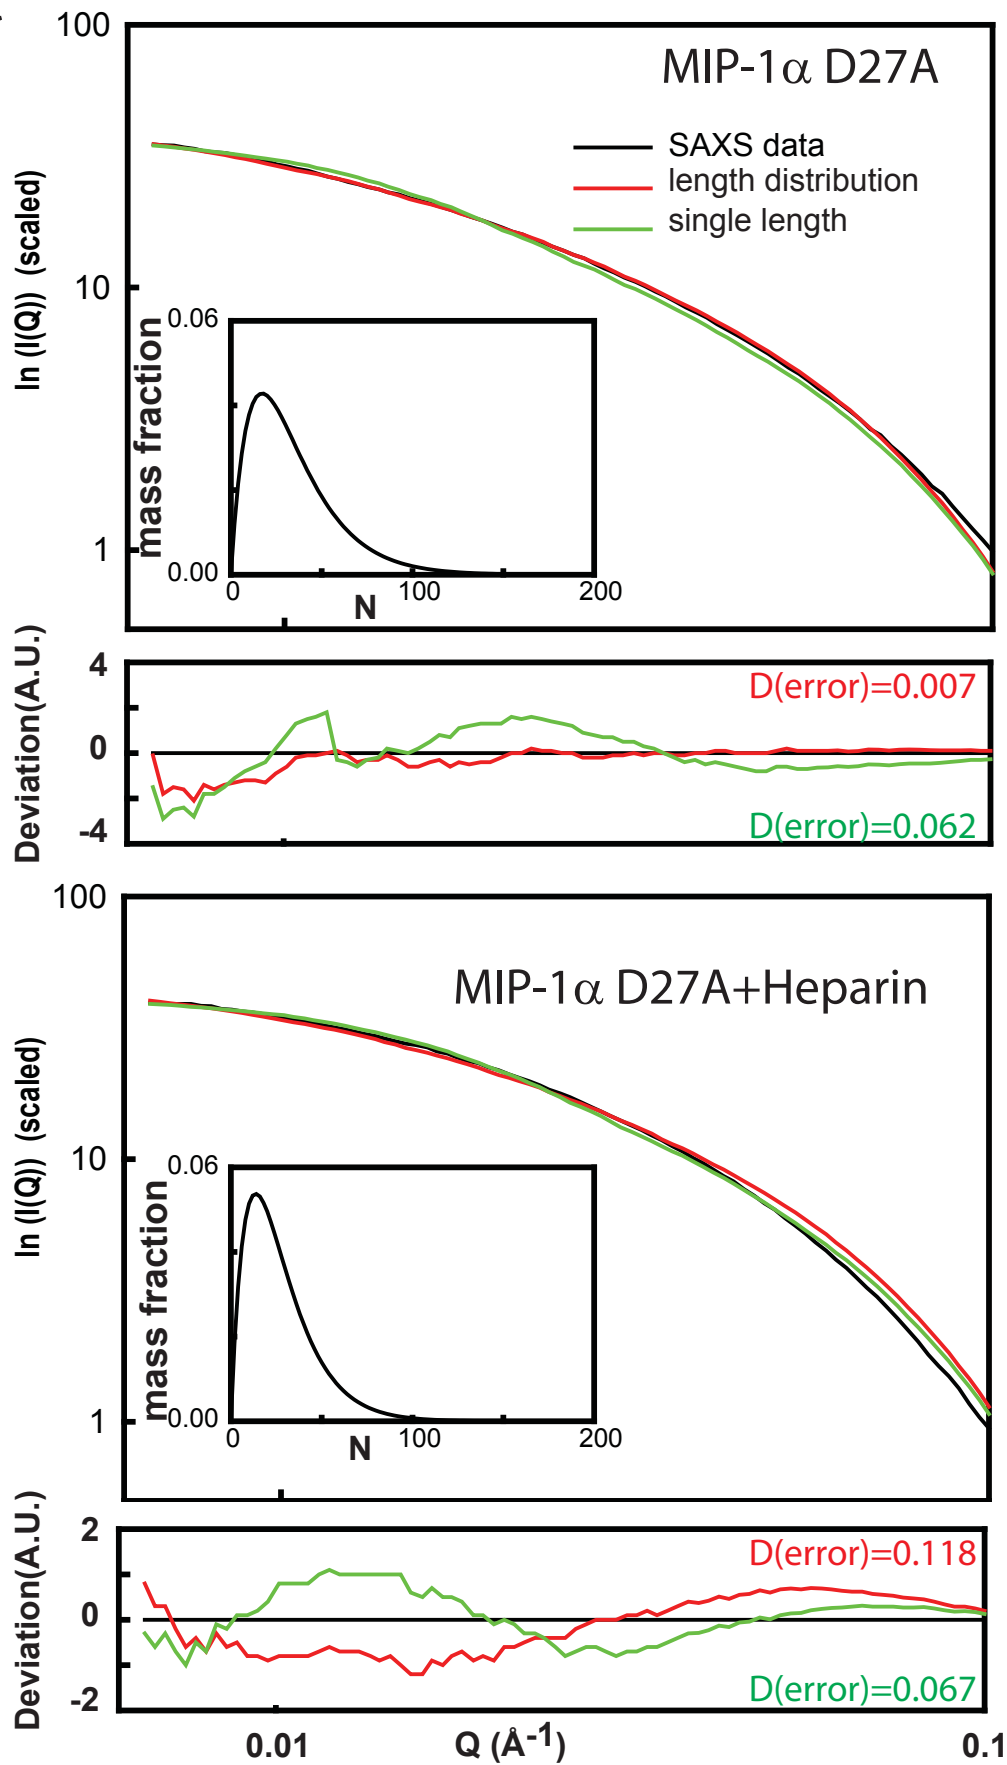 100
MIP-1α D27A
SAXS data
length distribution
single length
ln (I(Q)) (scaled)
10
0.06
mass fraction
1
0.00
0
100
200
N
4
D(error)=0.007
Deviation(A.U.)
0
-4
D(error)=0.062
100
MIP-1α D27A+Heparin
ln (I(Q)) (scaled)
10
0.06
mass fraction
1
0.00
0
100
200
N
2
D(error)=0.118
Deviation(A.U.)
0
-2
D(error)=0.067
0.01
Q (Å-1)
0.1